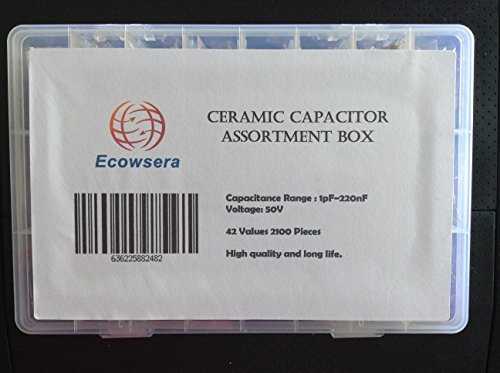 CERAMIC CAPACITOR
ASSORTMENT BOX
Ecowsera
Capacitance Range : 1pF-220nF
Voltage: 50V
42 Values 2100 Pieces
High quality and long life.
636225882482